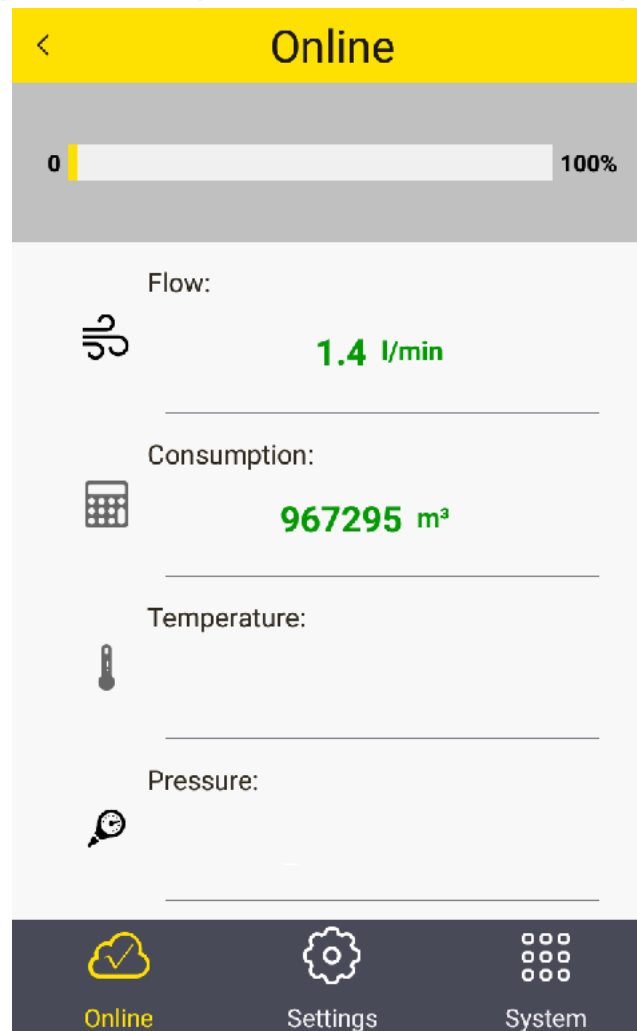 Online
0 100%
Flow:
1.4 l/min
Consumption:
967295 m³
Temperature:
Pressure:
Online Settings System